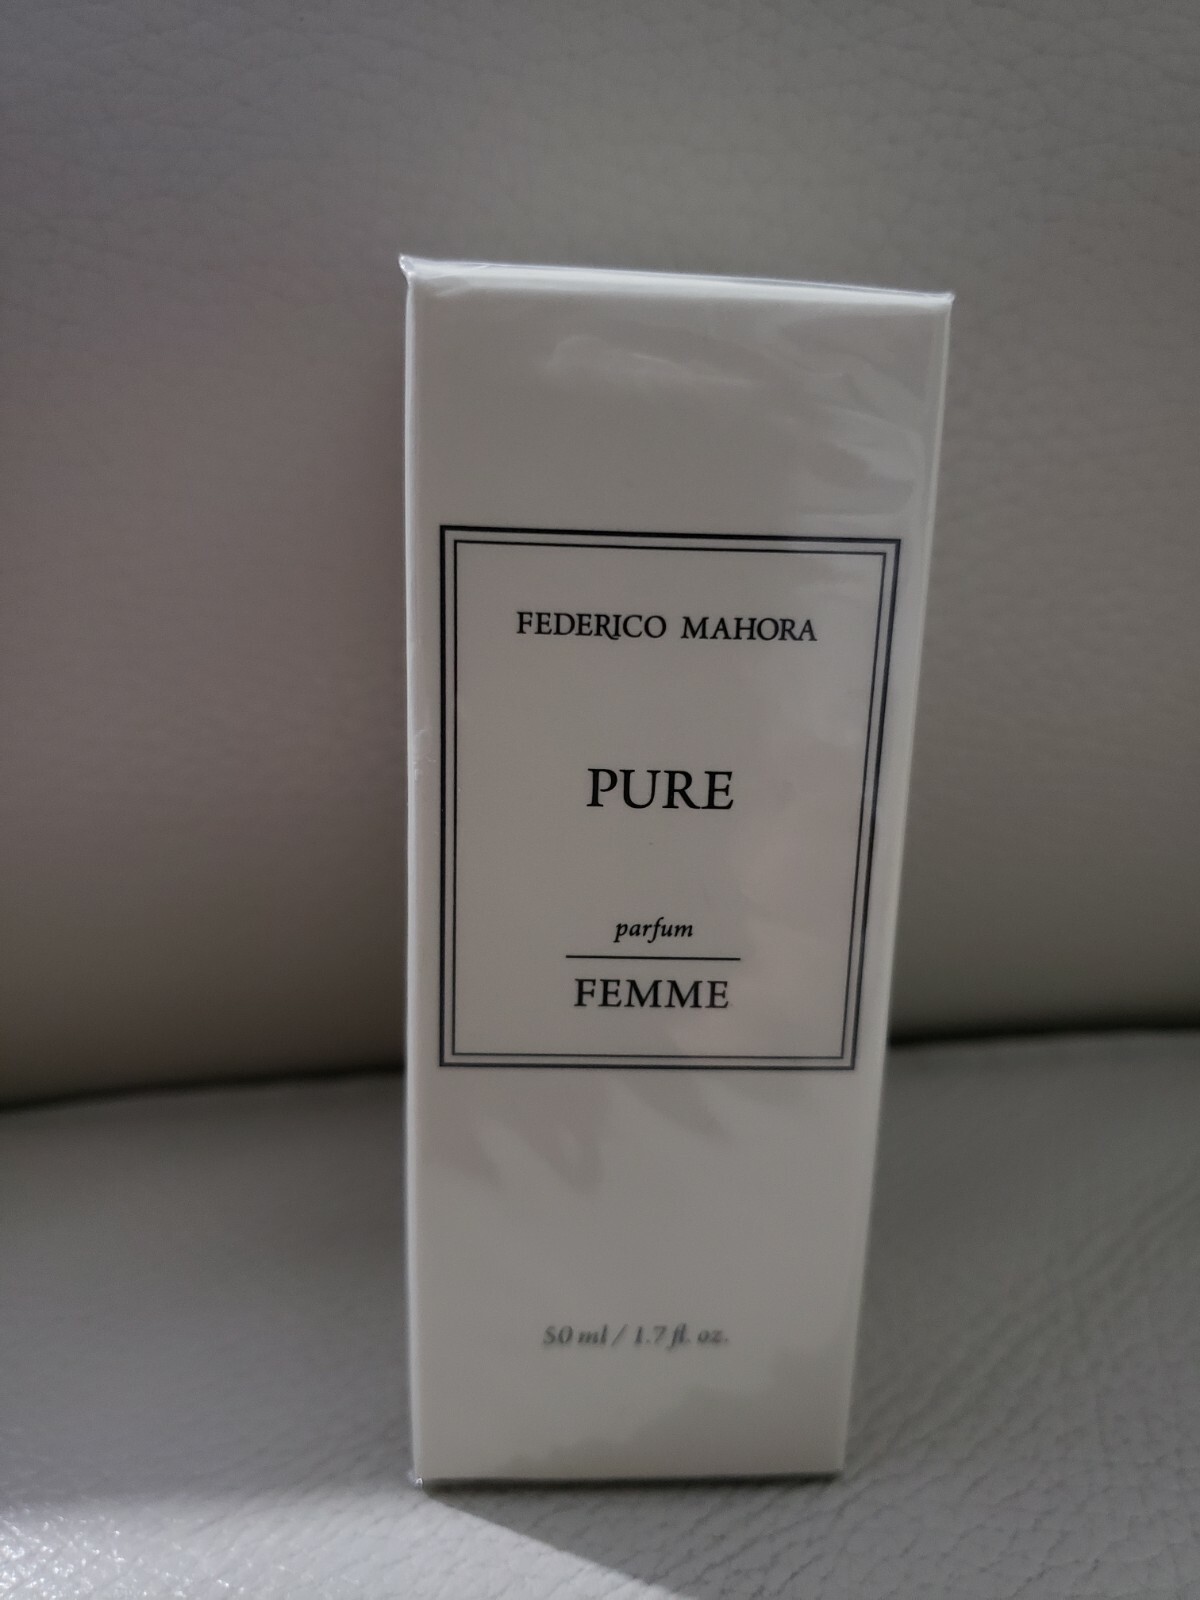 FEDERICO MAHORA
PURE
parfum
FEMME
50 ml / 1.7 fl. oz.